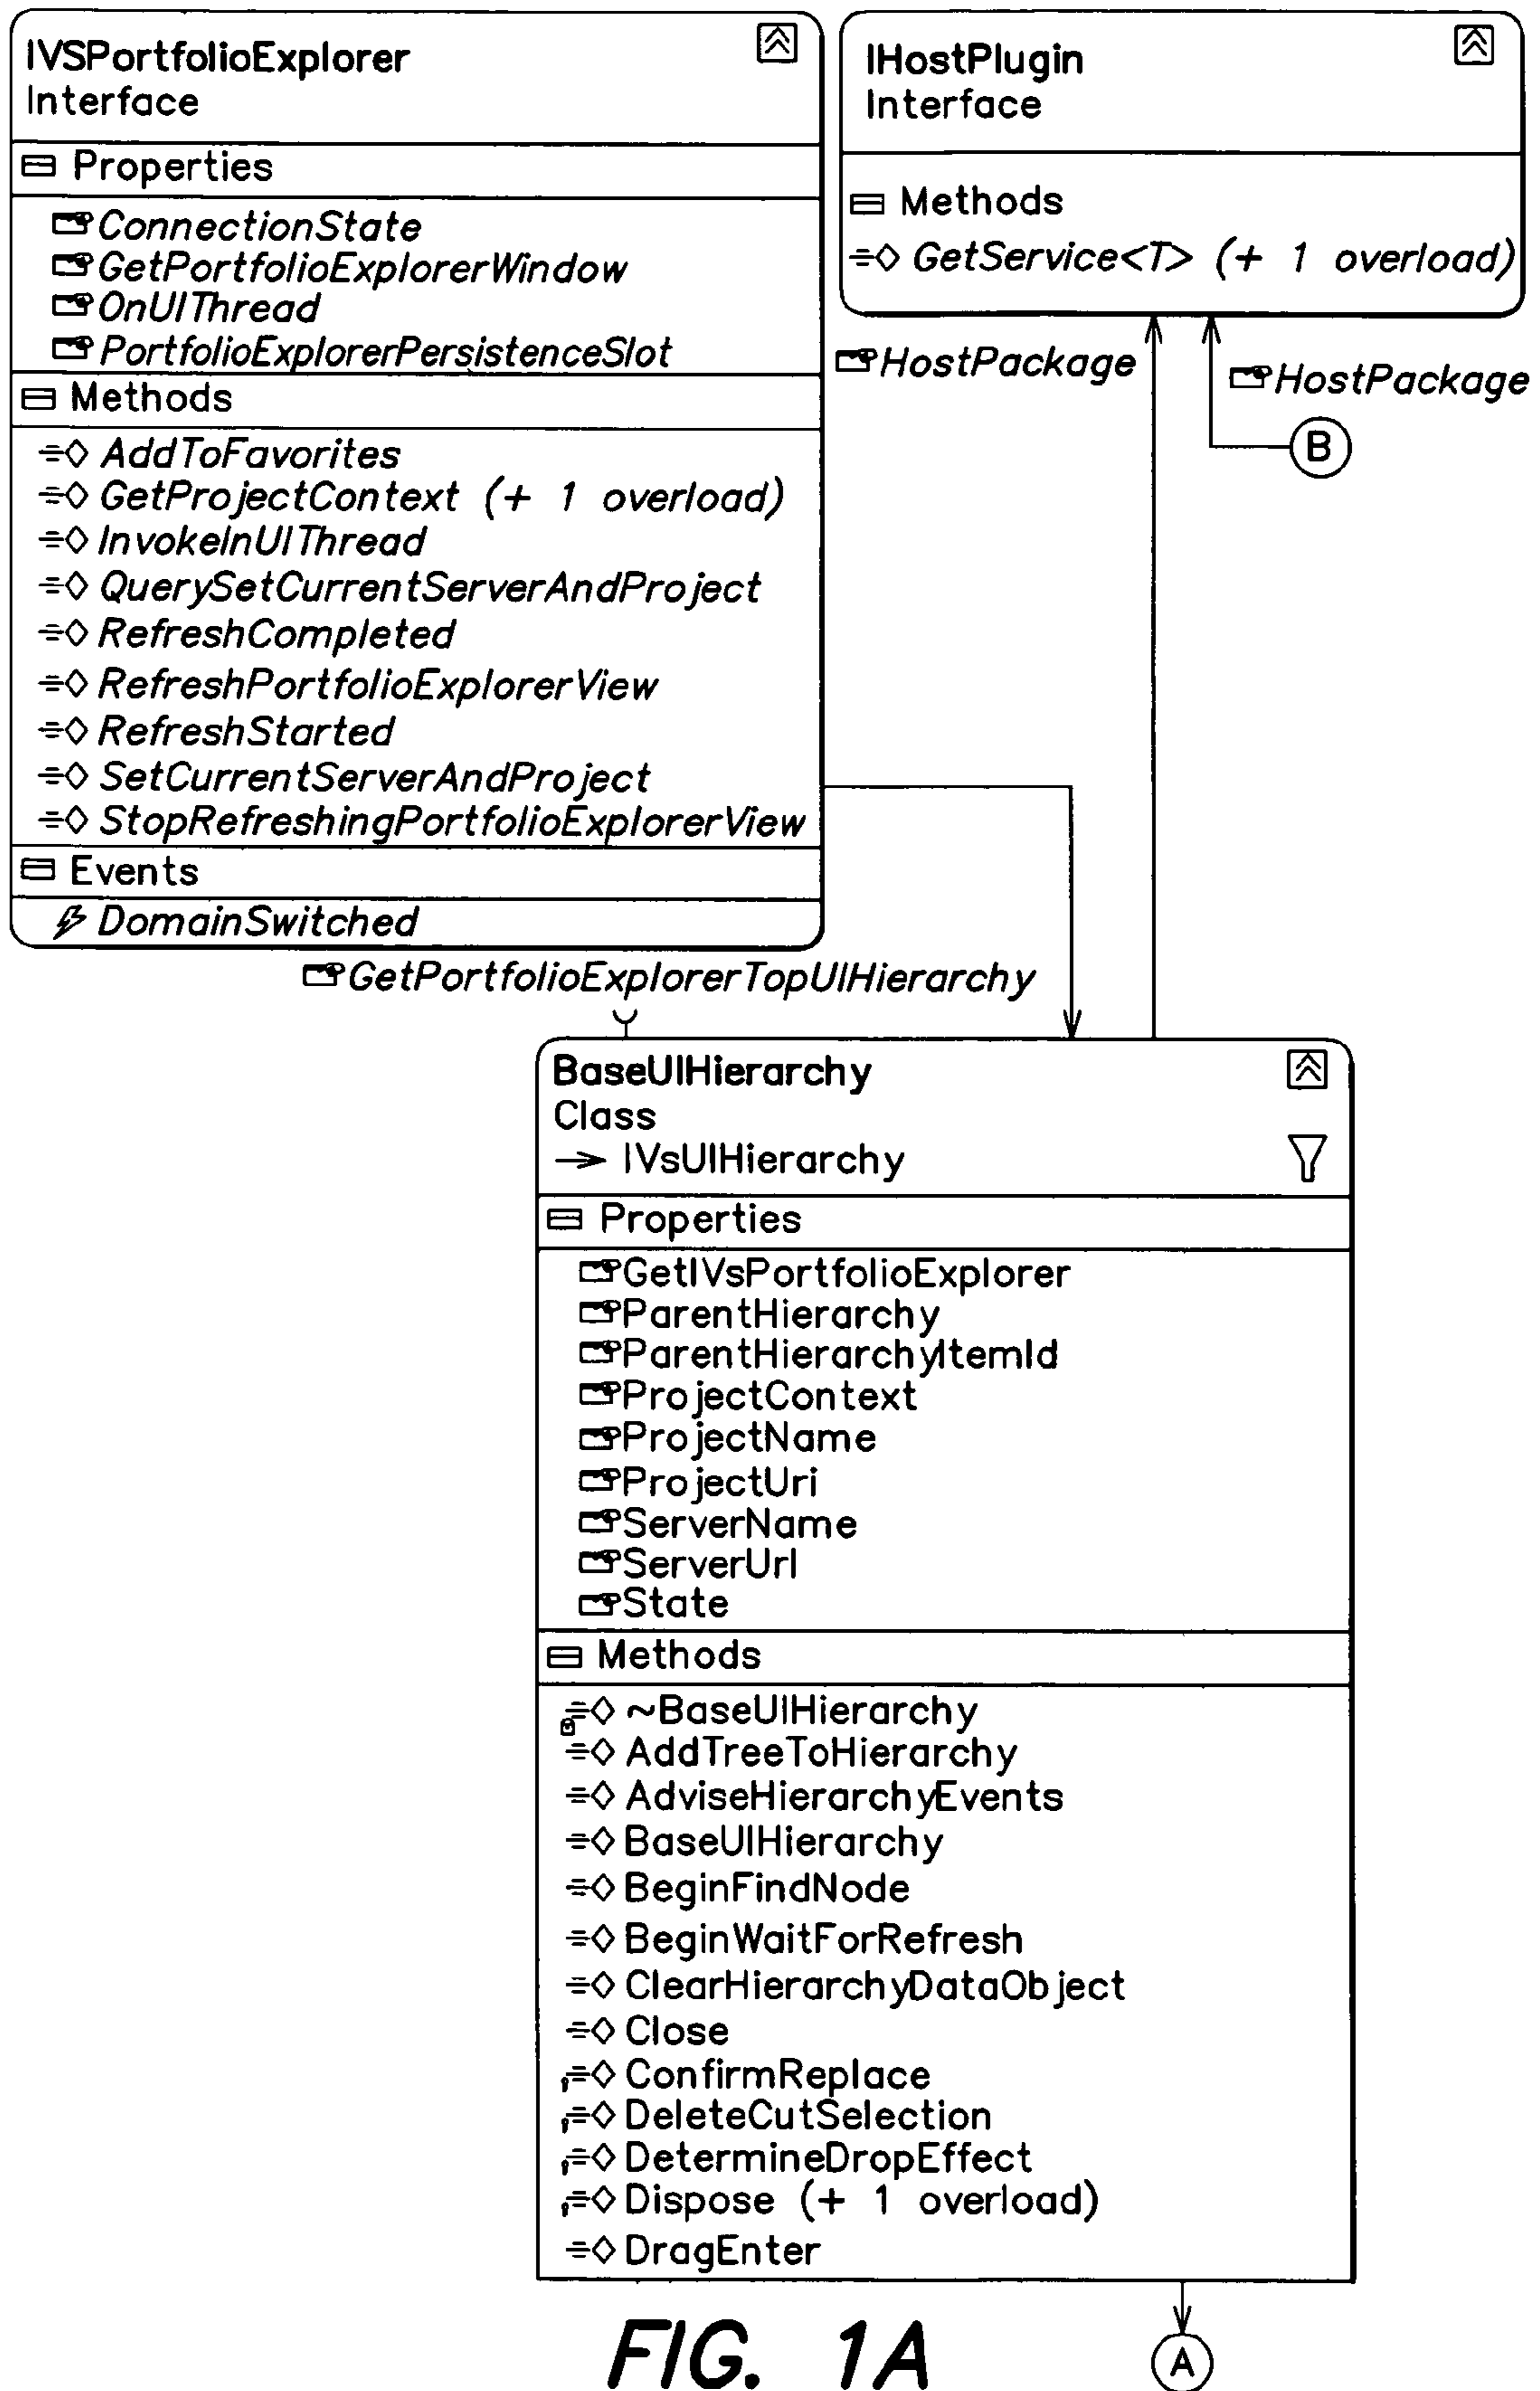 IVSPortfolioExplorer
Interface
Properties
ConnectionState
GetPortfolioExplorerWindow
OnUIThread
PortfolioExplorerPersistenceSlot
Methods
AddToFavorites
GetProjectContext (+ 1 overload)
InvokeInUIThread
QuerySetCurrentServerAndProject
RefreshCompleted
RefreshPortfolioExplorerView
RefreshStarted
SetCurrentServerAndProject
StopRefreshingPortfolioExplorerView
Events
DomainSwitched
IHostPlugin
Interface
Methods
GetService<T> (+ 1 overload)
HostPackage
HostPackage
B
GetPortfolioExplorerTopUIHierarchy
BaseUIHierarchy
Class
→ IVsUIHierarchy
Properties
GetIVsPortfolioExplorer
ParentHierarchy
ParentHierarchyItemId
ProjectContext
ProjectName
ProjectUri
ServerName
ServerUrl
State
Methods
~BaseUIHierarchy
AddTreeToHierarchy
AdviseHierarchyEvents
BaseUIHierarchy
BeginFindNode
BeginWaitForRefresh
ClearHierarchyDataObject
Close
ConfirmReplace
DeleteCutSelection
DetermineDropEffect
Dispose (+ 1 overload)
DragEnter
A
FIG. 1A